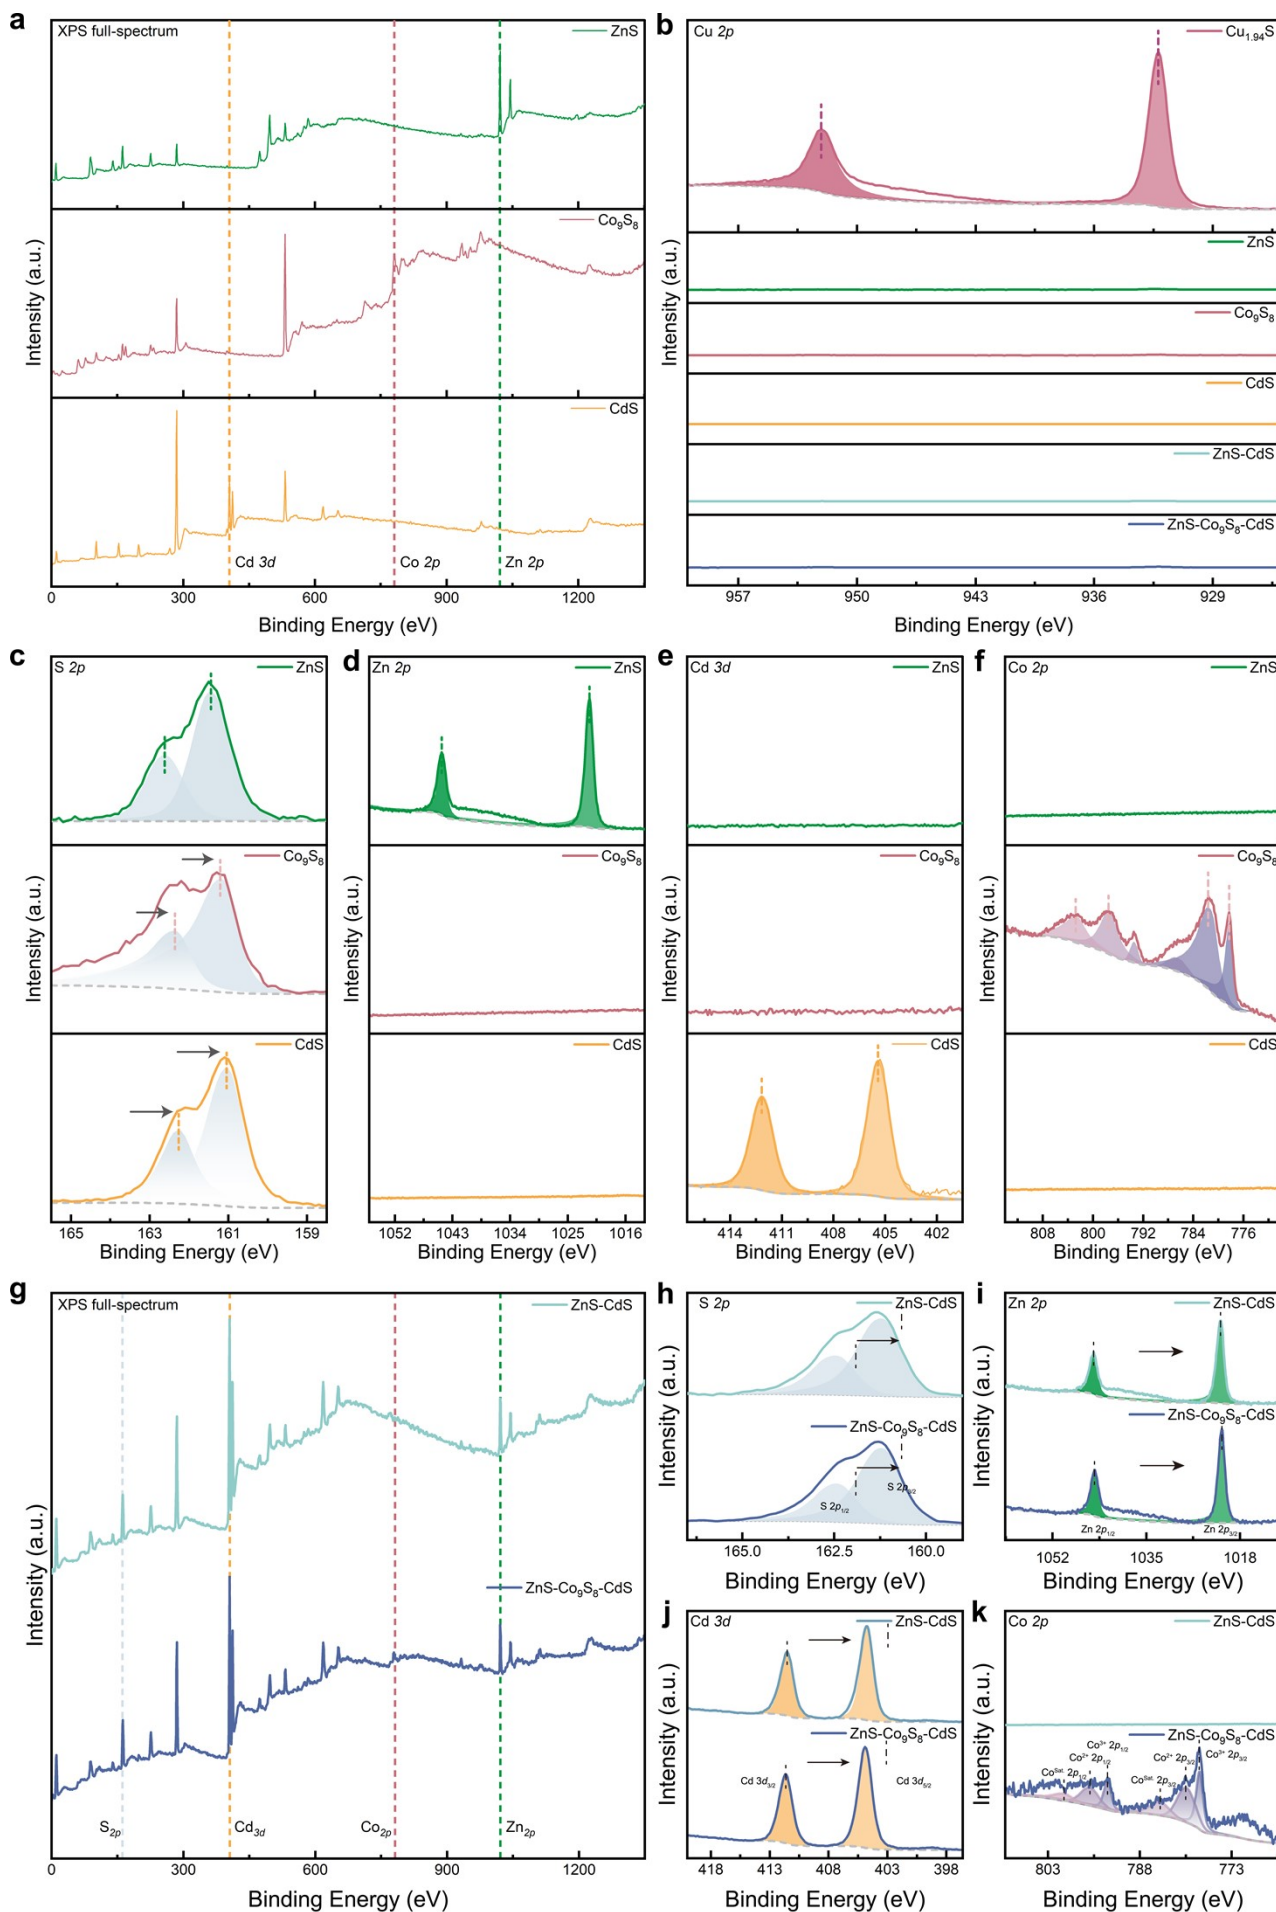 a
XPS full-spectrum
ZnS
Co₉S₈
CdS
Cd 3d
Co 2p
Zn 2p
Intensity (a.u.)
0 300 600 900 1200
Binding Energy (eV)
b
Cu 2p
Cu₁.₉₄S
ZnS
Co₉S₈
CdS
ZnS-CdS
ZnS-Co₉S₈-CdS
Intensity (a.u.)
957 950 943 936 929
Binding Energy (eV)
c
S 2p
ZnS
Co₉S₈
CdS
Intensity (a.u.)
165 163 161 159
Binding Energy (eV)
d
Zn 2p
ZnS
Co₉S₈
CdS
Intensity (a.u.)
1052 1043 1034 1025 1016
Binding Energy (eV)
e
Cd 3d
ZnS
Co₉S₈
CdS
Intensity (a.u.)
414 411 408 405 402
Binding Energy (eV)
f
Co 2p
ZnS
Co₉S₈
CdS
Intensity (a.u.)
808 800 792 784 776
Binding Energy (eV)
g
XPS full-spectrum
ZnS-CdS
ZnS-Co₉S₈-CdS
S₂ₚ
Cd₃d
Co₂ₚ
Zn₂ₚ
Intensity (a.u.)
0 300 600 900 1200
Binding Energy (eV)
h
S 2p
ZnS-CdS
ZnS-Co₉S₈-CdS
S 2p₁/₂
S 2p₃/₂
Intensity (a.u.)
165.0 162.5 160.0
Binding Energy (eV)
i
Zn 2p
ZnS-CdS
ZnS-Co₉S₈-CdS
Zn 2p₁/₂
Zn 2p₃/₂
Intensity (a.u.)
1052 1035 1018
Binding Energy (eV)
j
Cd 3d
ZnS-CdS
ZnS-Co₉S₈-CdS
Cd 3d₃/₂
Cd 3d₅/₂
Intensity (a.u.)
418 413 408 403 398
Binding Energy (eV)
k
Co 2p
ZnS-CdS
ZnS-Co₉S₈-CdS
Co³⁺ 2p₁/₂
Co²⁺ 2p₁/₂
Co²⁺ 2p₃/₂
Co³⁺ 2p₃/₂
Coˢᵃᵗ· 2p₁/₂
Coˢᵃᵗ· 2p₃/₂
Intensity (a.u.)
803 788 773
Binding Energy (eV)